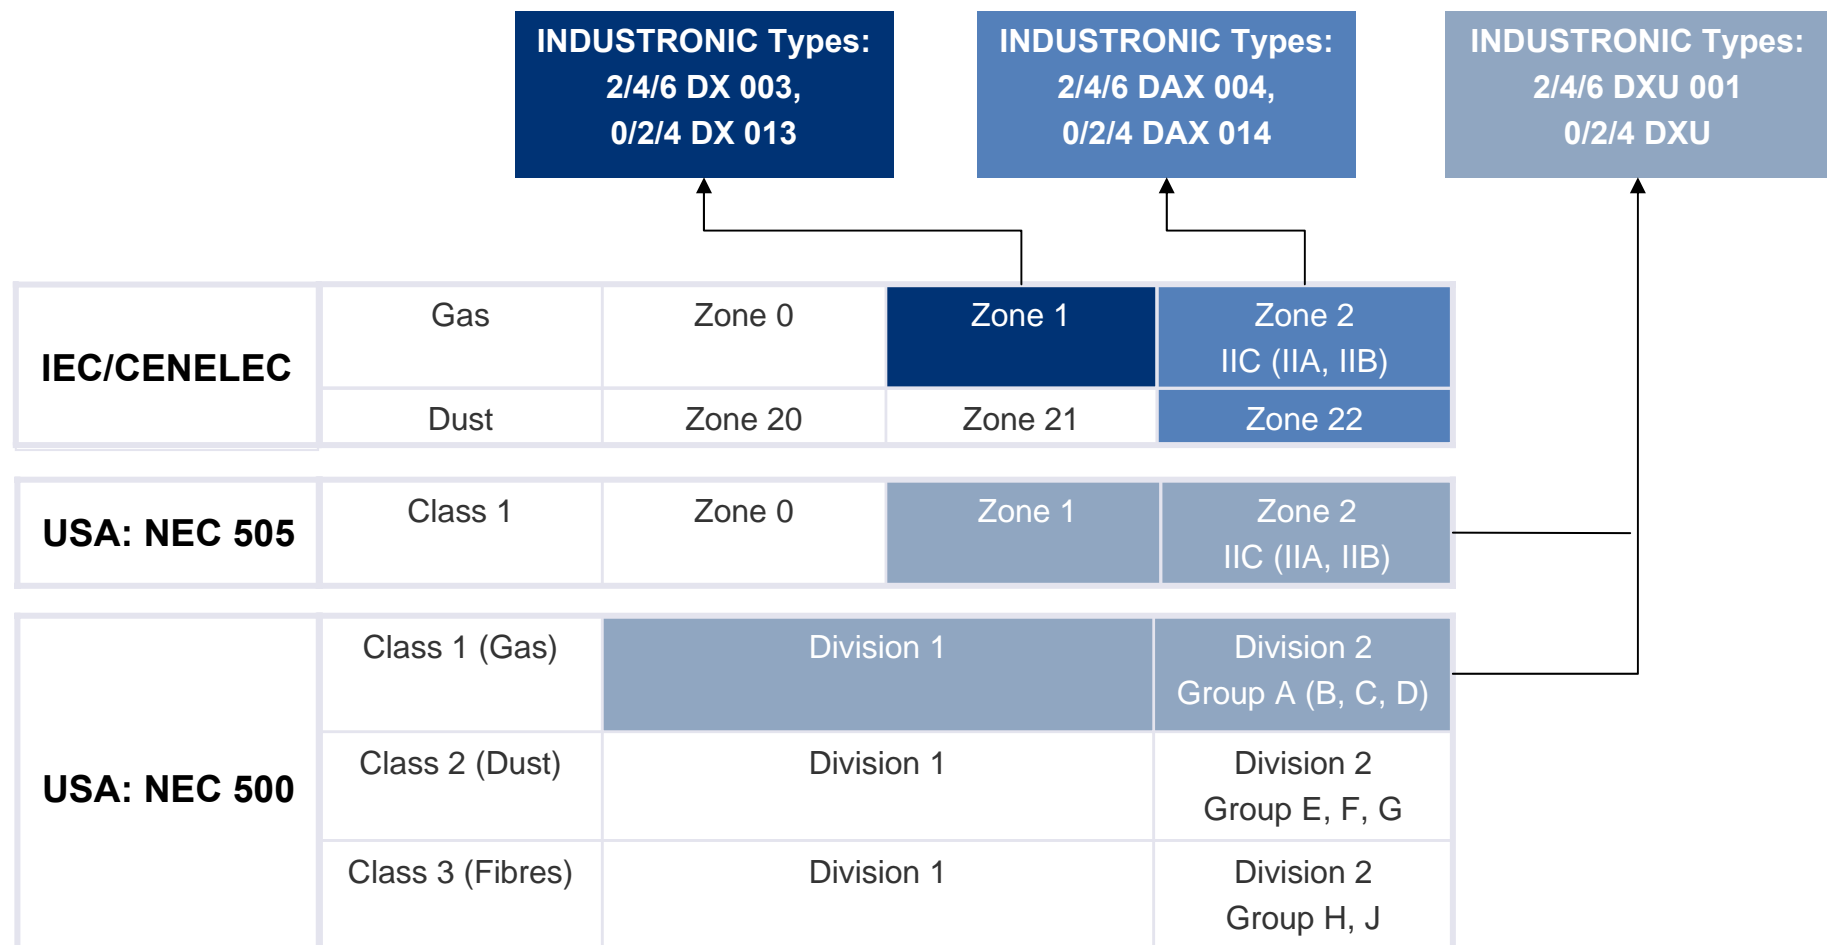 INDUSTRONIC Types:
2/4/6 DX 003,
0/2/4 DX 013
INDUSTRONIC Types:
2/4/6 DAX 004,
0/2/4 DAX 014
INDUSTRONIC Types:
2/4/6 DXU 001
0/2/4 DXU
IEC/CENELEC
Gas
Zone 0
Zone 1
Zone 2
IIC (IIA, IIB)
Dust
Zone 20
Zone 21
Zone 22
USA: NEC 505
Class 1
Zone 0
Zone 1
Zone 2
IIC (IIA, IIB)
USA: NEC 500
Class 1 (Gas)
Division 1
Division 2
Group A (B, C, D)
Class 2 (Dust)
Division 1
Division 2
Group E, F, G
Class 3 (Fibres)
Division 1
Division 2
Group H, J